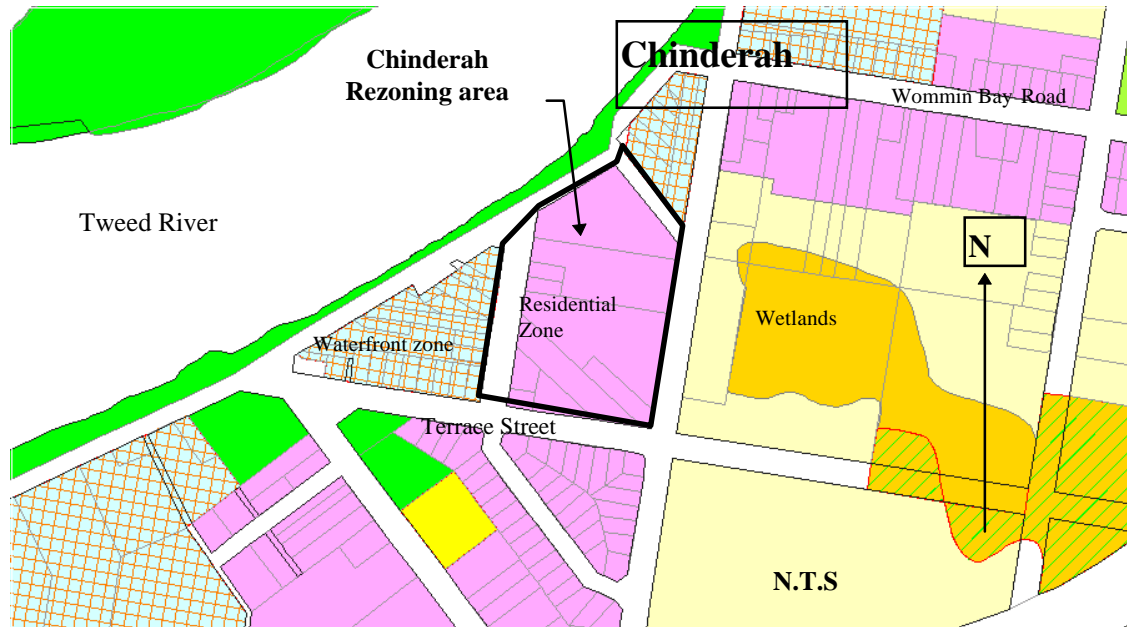 Chinderah
Rezoning area
Chinderah
Wommin Bay Road
Tweed River
N
Residential
Zone
Wetlands
Waterfront zone
Terrace Street
N.T.S